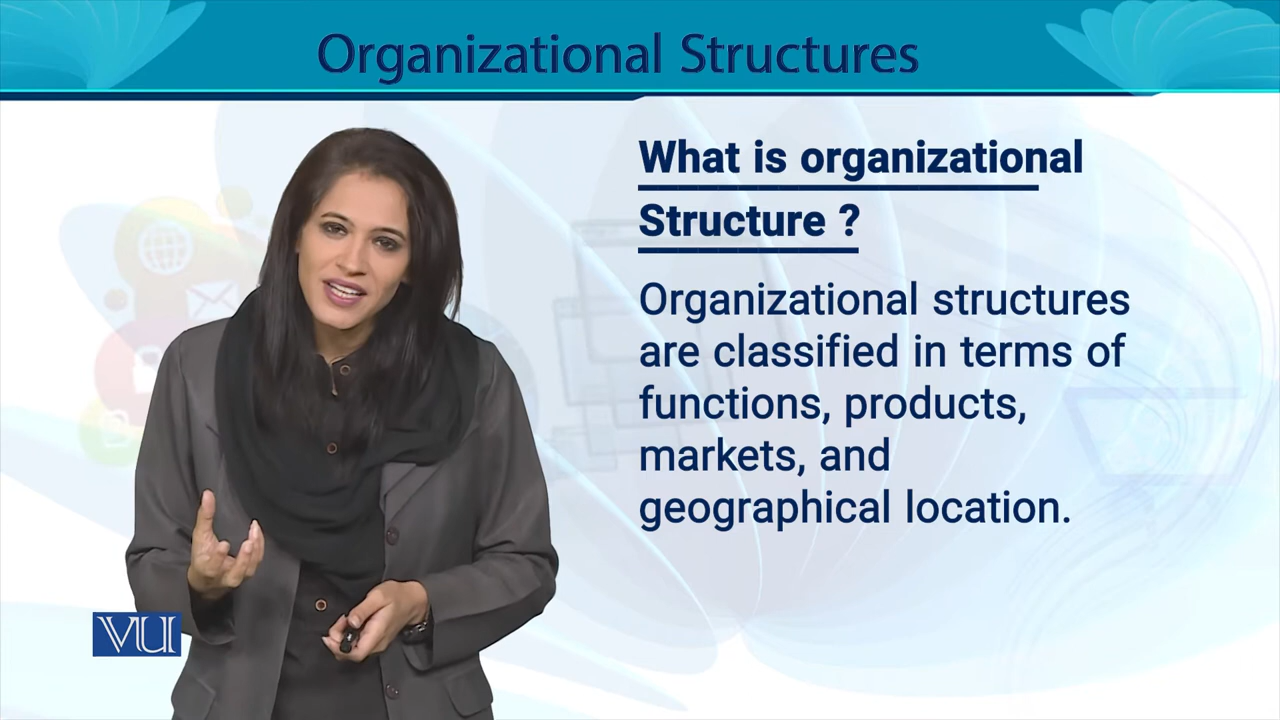 Organizational Structures
What is organizational
Structure ?
Organizational structures
are classified in terms of
functions, products,
markets, and
geographical location.
VU